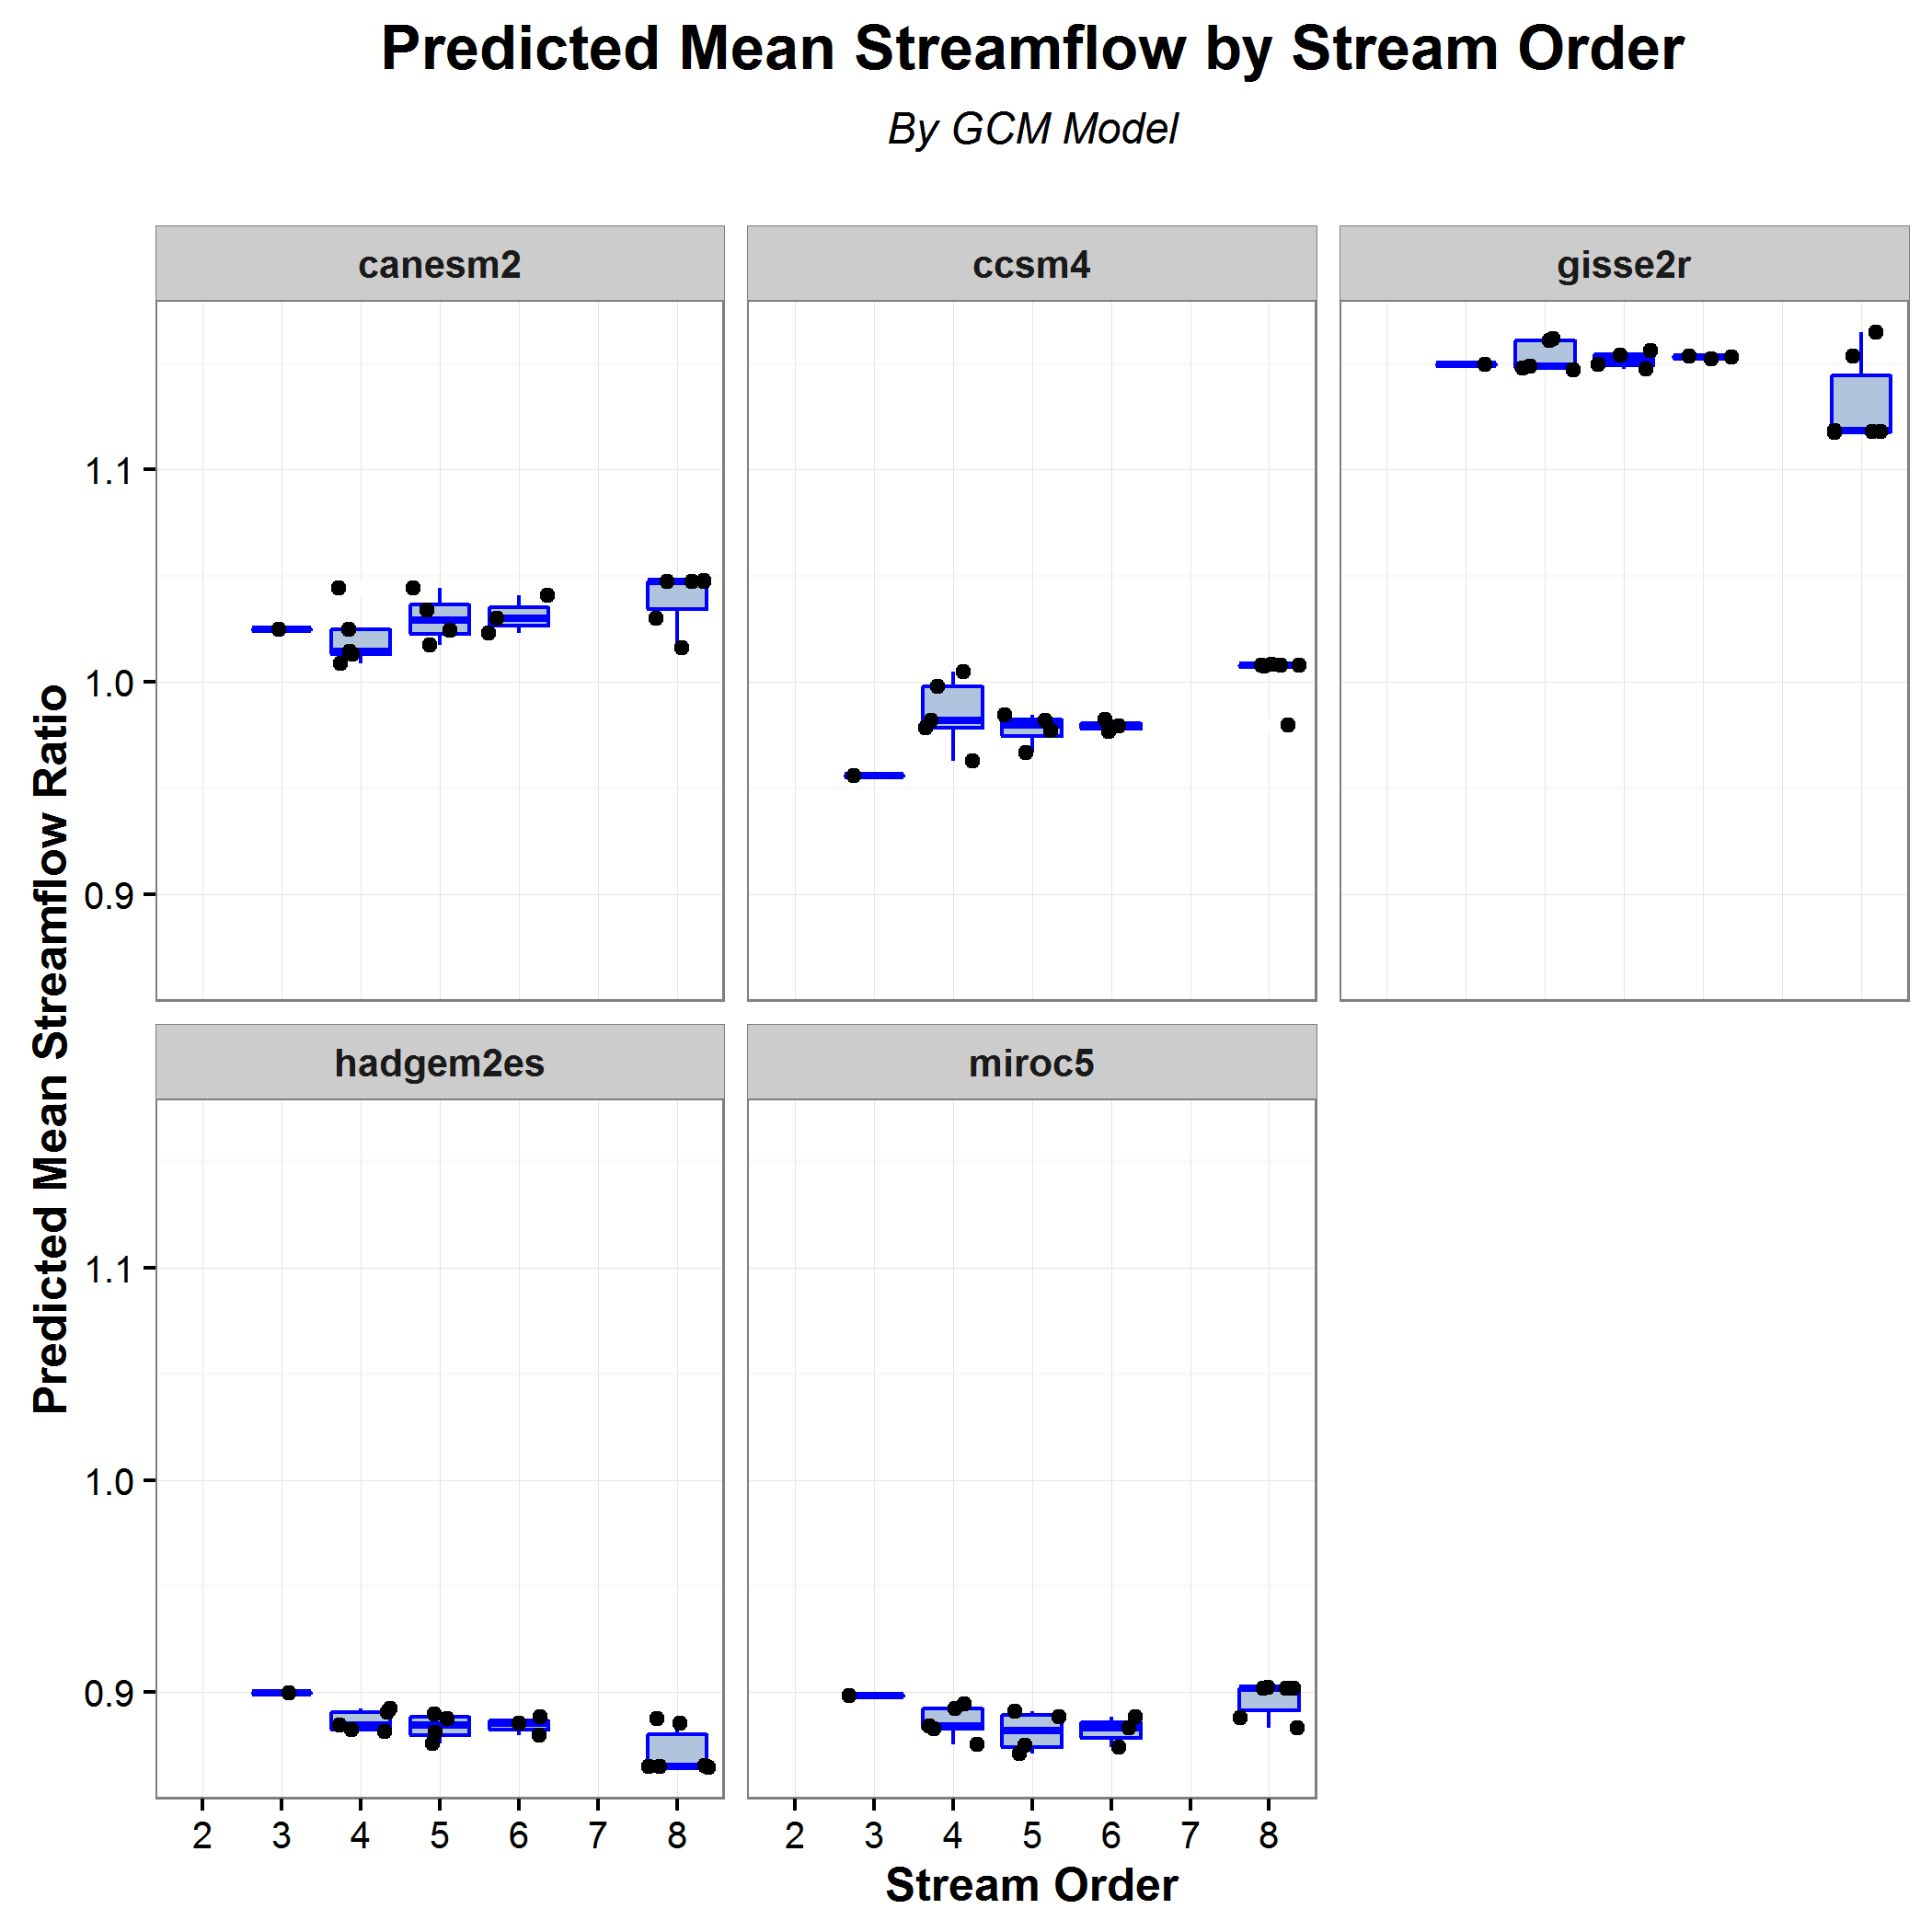 Predicted Mean Streamflow by Stream Order
By GCM Model
canesm2
ccsm4
gisse2r
1.1
1.0
0.9
Predicted Mean Streamflow Ratio
hadgem2es
miroc5
1.1
1.0
0.9
2 3 4 5 6 7 8
2 3 4 5 6 7 8
Stream Order